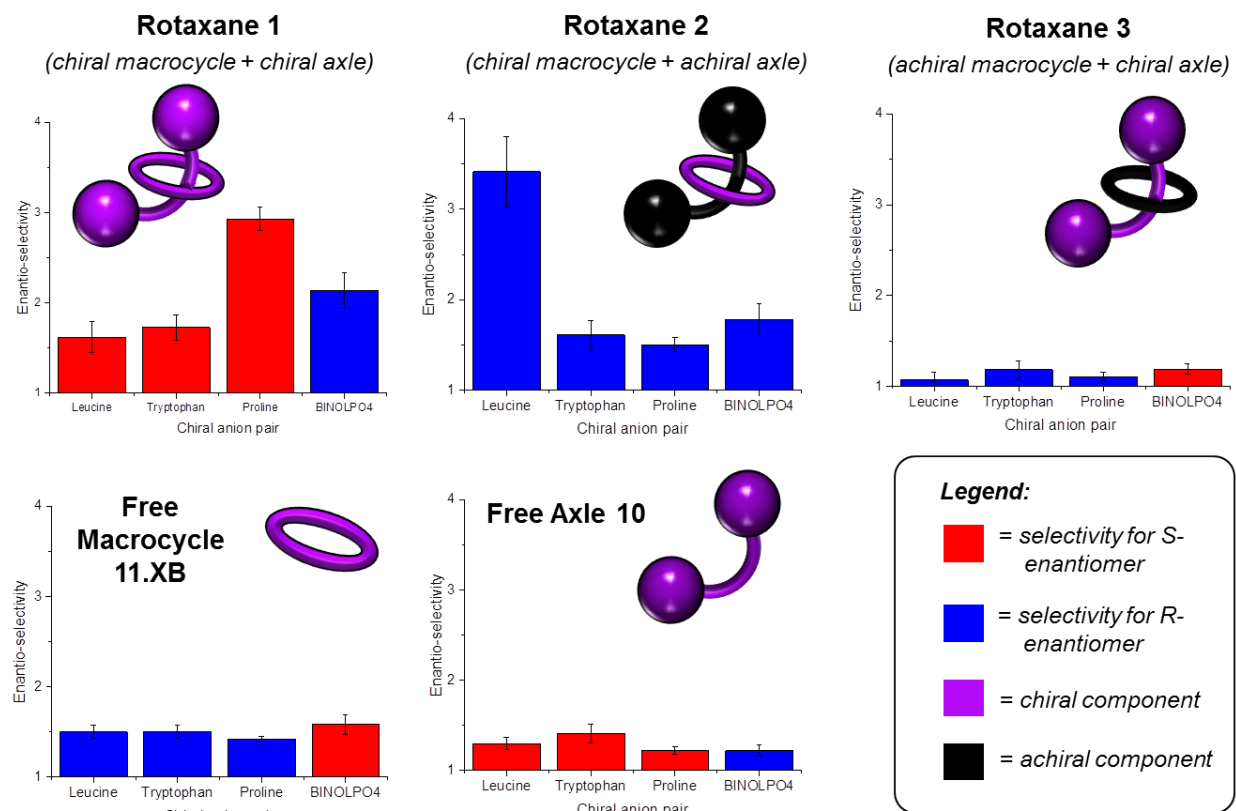 Rotaxane 1
(chiral macrocycle + chiral axle)
4
3
2
1
Enantio-selectivity
Leucine
Tryptophan
Proline
BINOLPO4
Chiral anion pair
Rotaxane 2
(chiral macrocycle + achiral axle)
4
3
2
1
Enantio-selectivity
Leucine
Tryptophan
Proline
BINOLPO4
Chiral anion pair
Rotaxane 3
(achiral macrocycle + chiral axle)
4
3
2
1
Enantio-selectivity
Leucine
Tryptophan
Proline
BINOLPO4
Chiral anion pair
Free
Macrocycle
11.XB
4
3
2
1
Enantio-selectivity
Leucine
Tryptophan
Proline
BINOLPO4
Free Axle 10
4
3
2
1
Enantio-selectivity
Leucine
Tryptophan
Proline
BINOLPO4
Chiral anion pair
Legend:
= selectivity for S-
enantiomer
= selectivity for R-
enantiomer
= chiral component
= achiral component